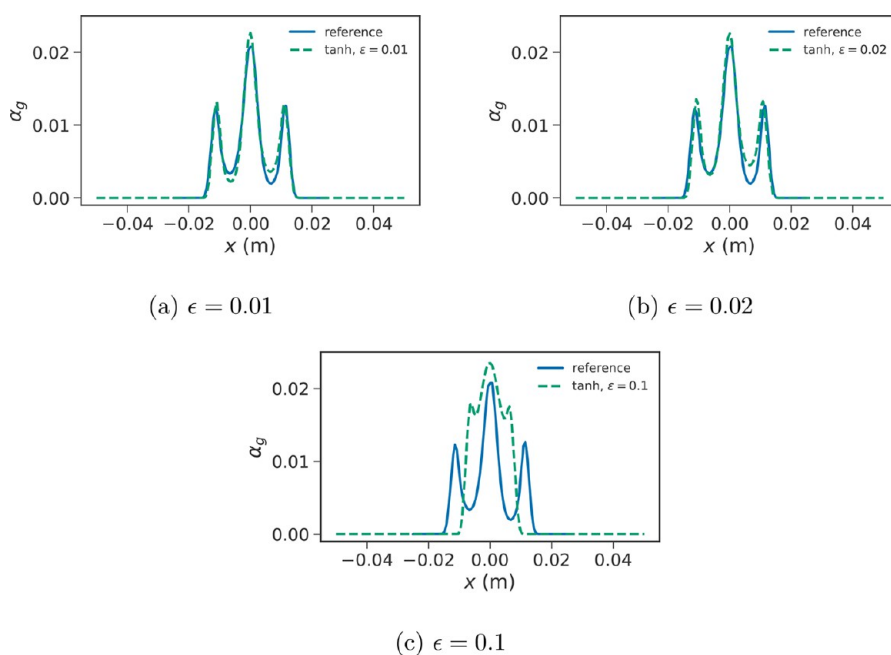 reference
tanh, ε = 0.01
0.02
0.01
0.00
α_g
−0.04 −0.02 0.00 0.02 0.04
x (m)
(a) ϵ = 0.01
reference
tanh, ε = 0.02
0.02
0.01
0.00
α_g
−0.04 −0.02 0.00 0.02 0.04
x (m)
(b) ϵ = 0.02
reference
tanh, ε = 0.1
0.02
0.01
0.00
α_g
−0.04 −0.02 0.00 0.02 0.04
x (m)
(c) ϵ = 0.1